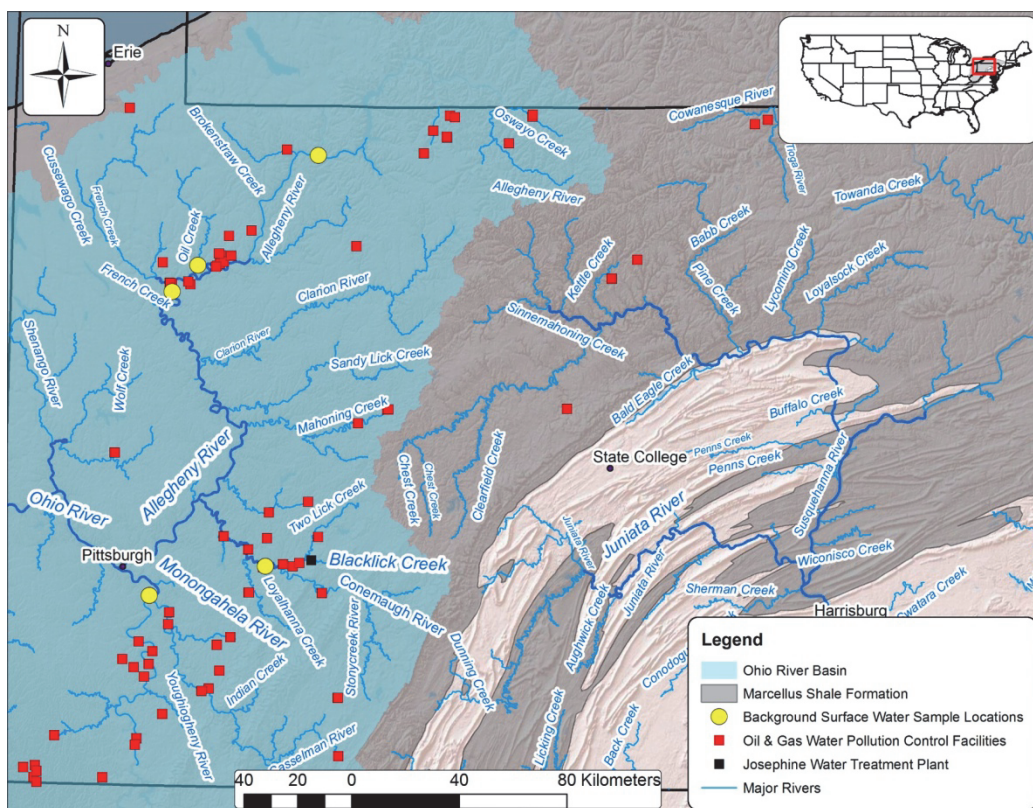 N
Erie
Cussewago Creek
French Creek
Brokenstraw Creek
Oil Creek
Allegheny River
Oswayo Creek
Allegheny River
Cowanesque River
Tioga River
Towanda Creek
Babb Creek
Pine Creek
Lycoming Creek
Loyalsock Creek
Kettle Creek
French Creek
Clarion River
Sinnemahoning Creek
Shenango River
Wolf Creek
Clarion River
Sandy Lick Creek
Mahoning Creek
Bald Eagle Creek
Buffalo Creek
State College
Penns Creek
Penns Creek
Susquehanna River
Chest Creek
Chest Creek
Clearfield Creek
Allegheny River
Ohio River
Two Lick Creek
Pittsburgh
Blacklick Creek
Monongahela River
Loyalhanna Creek
Conemaugh River
Juniata River
Juniata River
Juniata River
Wiconisco Creek
Sherman Creek
Harrisburg
Swatara Creek
Aughwick Creek
Stonycreek River
Dunning Creek
Indian Creek
Youghiogheny River
Casselman River
Licking Creek
Back Creek
Conodogu
40 20 0 40 80 Kilometers
Legend
Ohio River Basin
Marcellus Shale Formation
Background Surface Water Sample Locations
Oil & Gas Water Pollution Control Facilities
Josephine Water Treatment Plant
Major Rivers